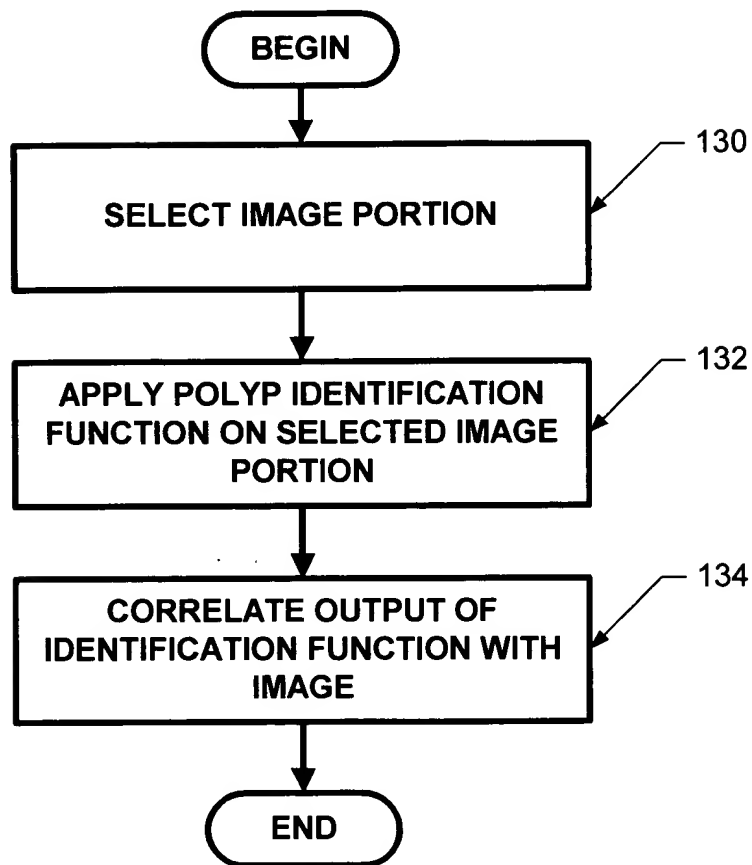 BEGIN
130
SELECT IMAGE PORTION
132
APPLY POLYP IDENTIFICATION
FUNCTION ON SELECTED IMAGE
PORTION
134
CORRELATE OUTPUT OF
IDENTIFICATION FUNCTION WITH
IMAGE
END